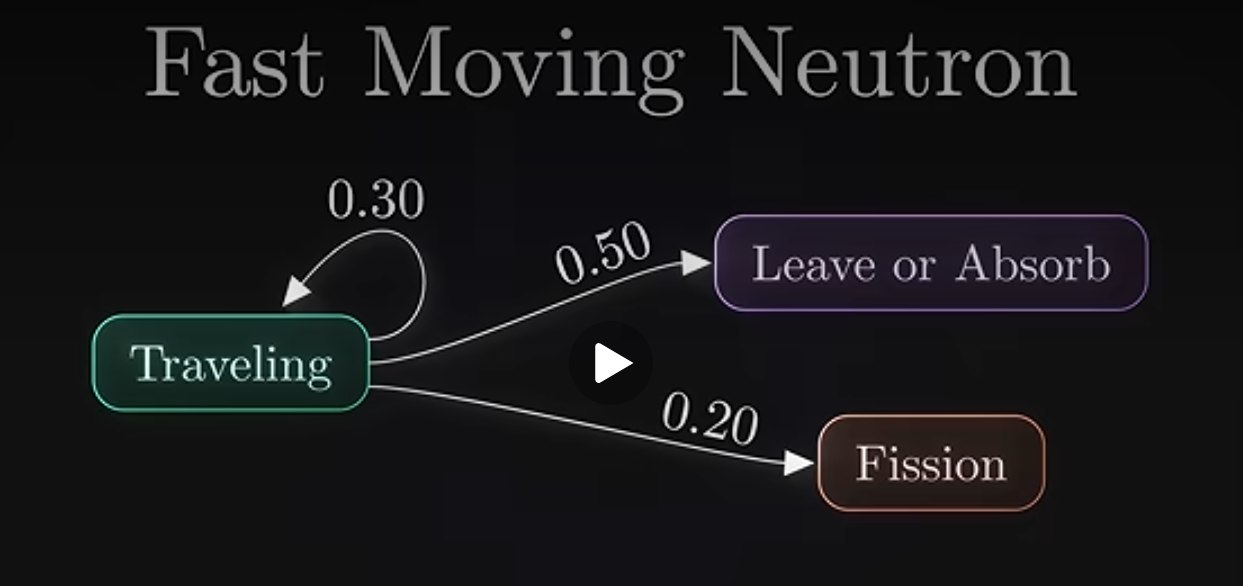 Fast Moving Neutron
0.30
0.50
Leave or Absorb
Traveling
0.20
Fission